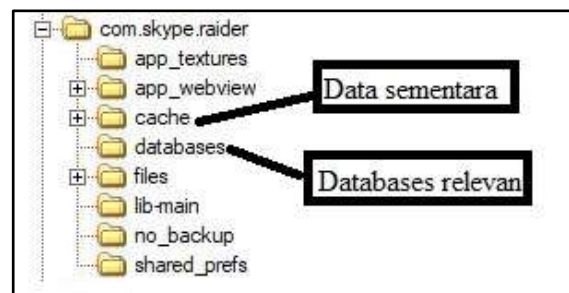 com.skype.raider
app_textures
app_webview
cache
databases
files
lib-main
no_backup
shared_prefs
Data sementara
Databases relevan